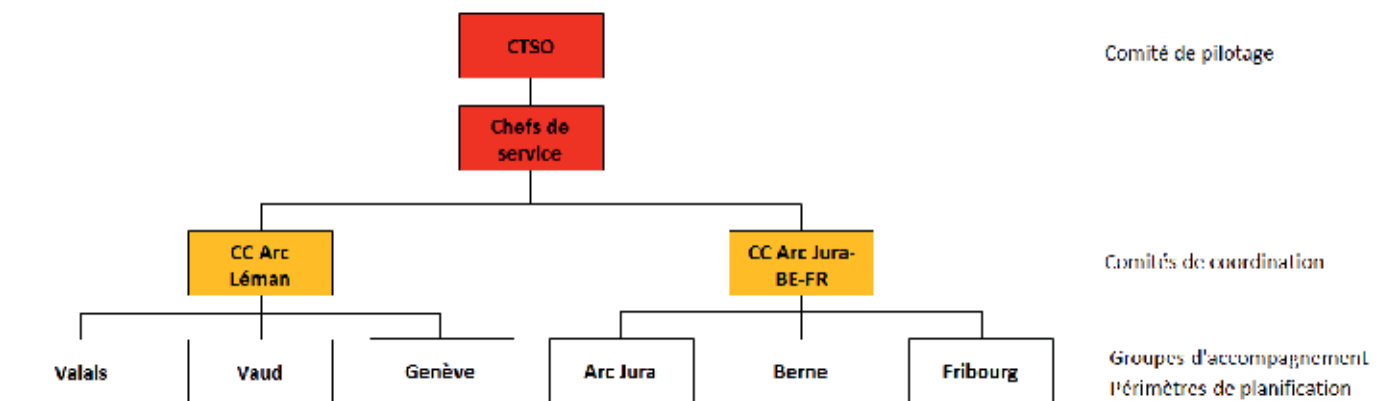 CTSO
Comité de pilotage
Chefs de
service
CC Arc
Léman
CC Arc Jura-
BE-FR
Comités de coordination
Valais
Vaud
Genève
Arc Jura
Berne
Fribourg
Groupes d'accompagnement
Périmètres de planification